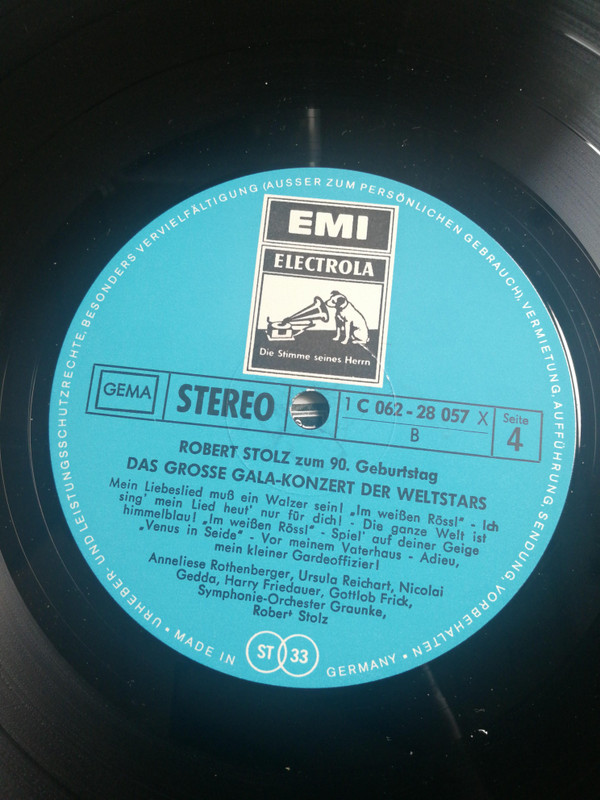 URHEBER- UND LEISTUNGSSCHUTZRECHTE, BESONDERS VERVIELFÄLTIGUNG (AUSSER ZUM PERSÖNLICHEN GEBRAUCH), VERMIETUNG, AUFFÜHRUNG, SENDUNG, VORBEHALTEN • MADE IN GERMANY •
EMI
ELECTROLA
Die Stimme seines Herrn
GEMA
STEREO
1 C 062-28 057 X
B
Seite
4
ROBERT STOLZ zum 90. Geburtstag
DAS GROSSE GALA-KONZERT DER WELTSTARS
Mein Liebeslied muß ein Walzer sein! „Im weißen Rössl" - Ich
sing' mein Lied heut' nur für dich! - Die ganze Welt ist
himmelblau! „Im weißen Rössl" - Spiel' auf deiner Geige
„Venus in Seide" - Vor meinem Vaterhaus - Adieu,
mein kleiner Gardeoffizier!
Anneliese Rothenberger, Ursula Reichart, Nicolai
Gedda, Harry Friedauer, Gottlob Frick,
Symphonie-Orchester Graunke,
Robert Stolz
ST 33